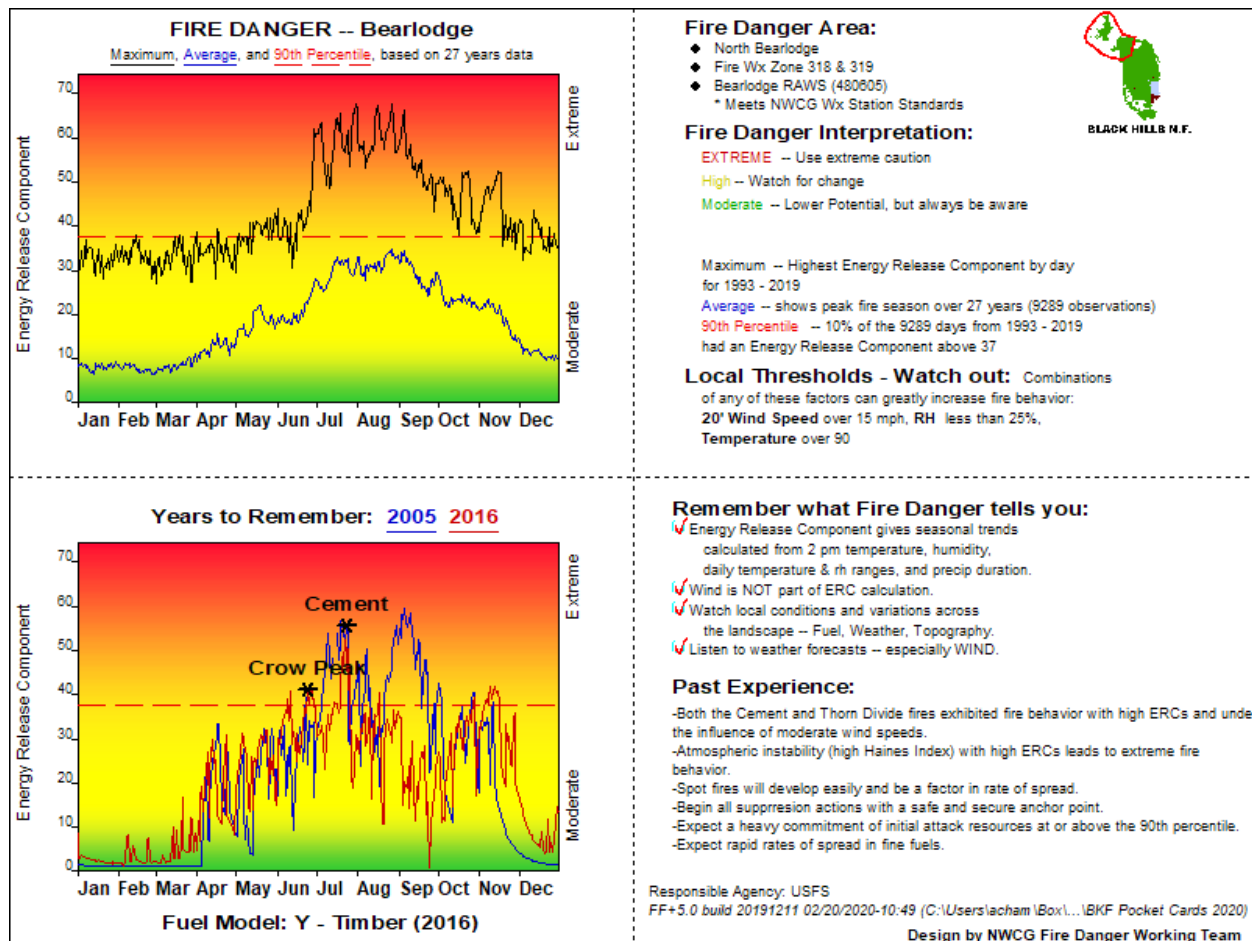 FIRE DANGER -- Bearlodge
Maximum, Average, and 90th Percentile, based on 27 years data
70
60
50
40
30
20
10
0
Energy Release Component
Extreme
Moderate
Jan Feb Mar Apr May Jun Jul Aug Sep Oct Nov Dec
Fire Danger Area:
◆ North Bearlodge
◆ Fire Wx Zone 318 & 319
◆ Bearlodge RAWS (480605)
* Meets NWCG Wx Station Standards
BLACK HILLS N.F.
Fire Danger Interpretation:
EXTREME -- Use extreme caution
High -- Watch for change
Moderate -- Lower Potential, but always be aware
Maximum -- Highest Energy Release Component by day
for 1993 - 2019
Average -- shows peak fire season over 27 years (9289 observations)
90th Percentile -- 10% of the 9289 days from 1993 - 2019
had an Energy Release Component above 37
Local Thresholds - Watch out: Combinations
of any of these factors can greatly increase fire behavior:
20' Wind Speed over 15 mph, RH less than 25%,
Temperature over 90
Years to Remember: 2005 2016
70
60
50
40
30
20
10
0
Energy Release Component
Extreme
Moderate
Cement
Crow Peak
Jan Feb Mar Apr May Jun Jul Aug Sep Oct Nov Dec
Fuel Model: Y - Timber (2016)
Remember what Fire Danger tells you:
Energy Release Component gives seasonal trends
calculated from 2 pm temperature, humidity,
daily temperature & rh ranges, and precip duration.
Wind is NOT part of ERC calculation.
Watch local conditions and variations across
the landscape -- Fuel, Weather, Topography.
Listen to weather forecasts -- especially WIND.
Past Experience:
-Both the Cement and Thorn Divide fires exhibited fire behavior with high ERCs and unde
the influence of moderate wind speeds.
-Atmospheric instability (high Haines Index) with high ERCs leads to extreme fire
behavior.
-Spot fires will develop easily and be a factor in rate of spread.
-Begin all supprresion actions with a safe and secure anchor point.
-Expect a heavy commitment of initial attack resources at or above the 90th percentile.
-Expect rapid rates of spread in fine fuels.
Responsible Agency: USFS
FF+5.0 build 20191211 02/20/2020-10:49 (C:\Users\acham\Box\...\BKF Pocket Cards 2020)
Design by NWCG Fire Danger Working Team